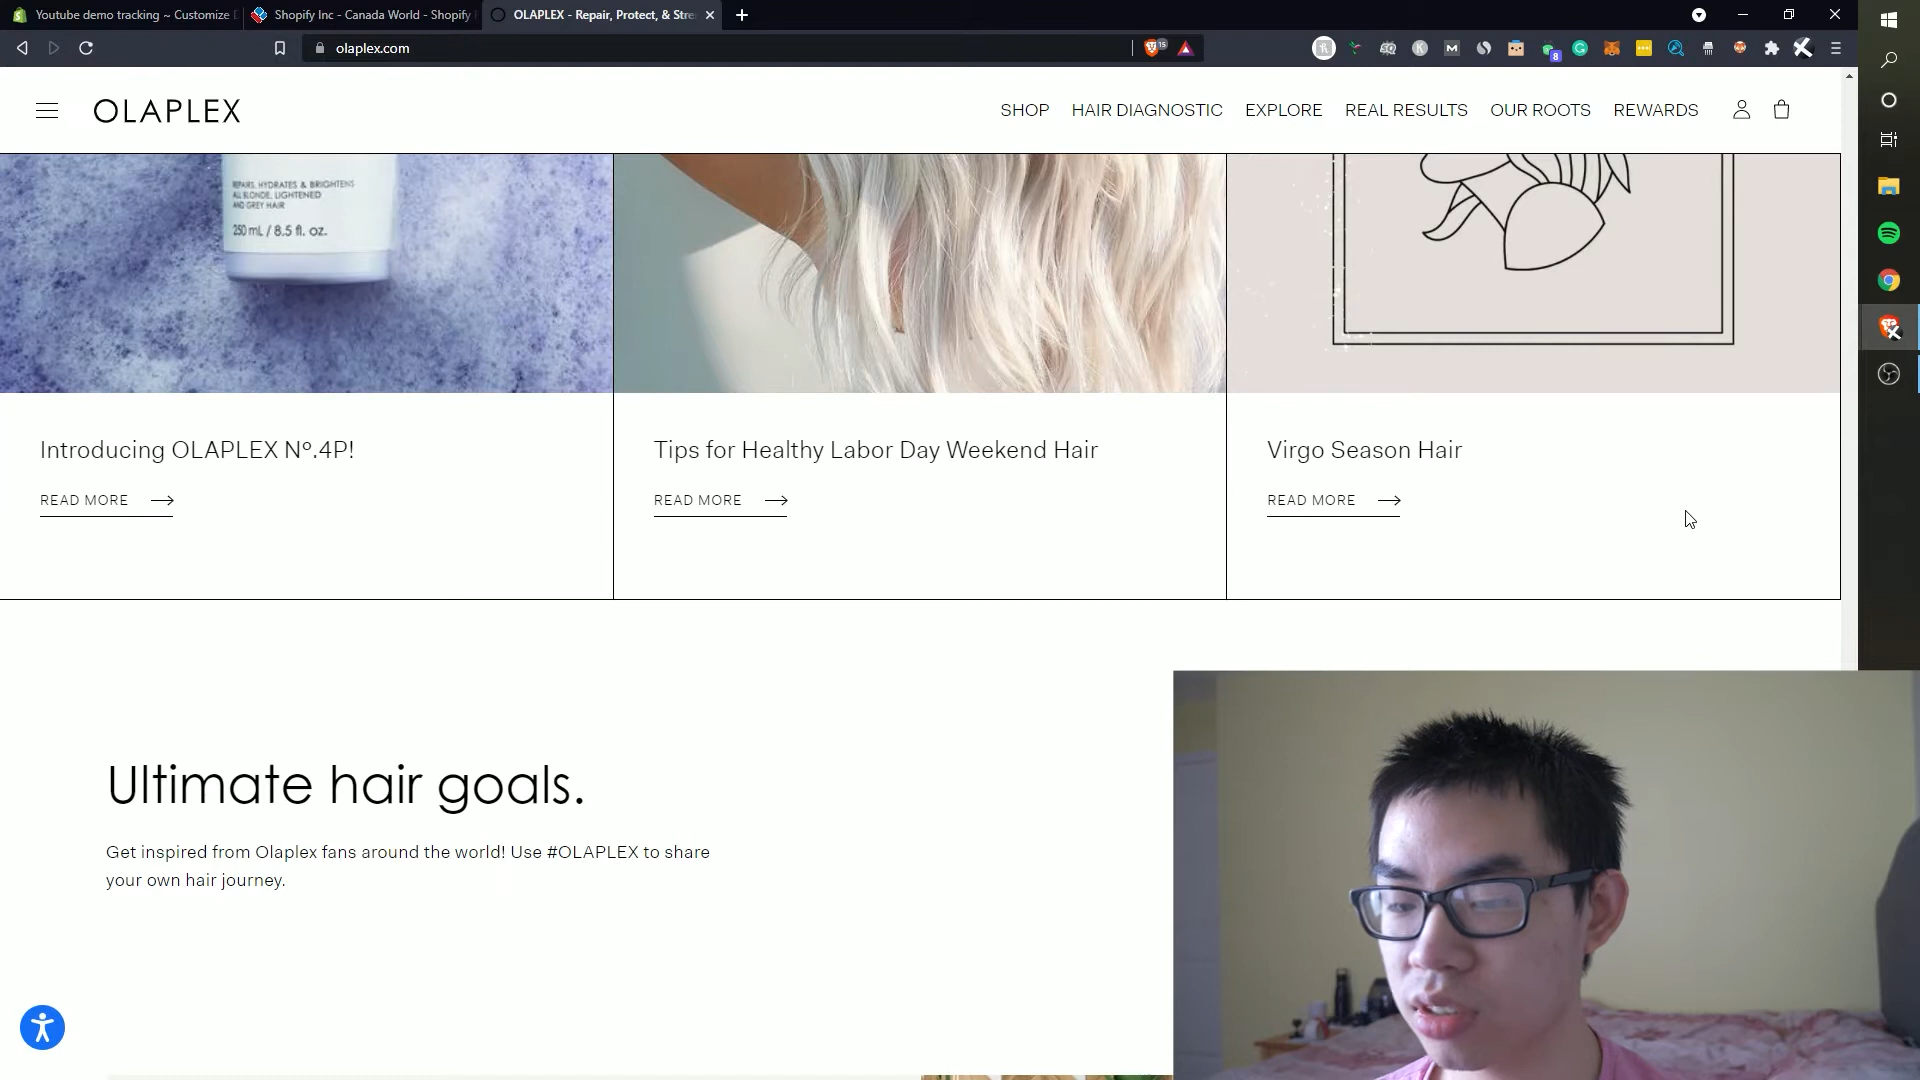 Youtube demo tracking ~ Customize D
Shopify Inc - Canada World - Shopify
OLAPLEX - Repair, Protect, & Stre
olaplex.com
15
8
OLAPLEX
SHOP
HAIR DIAGNOSTIC
EXPLORE
REAL RESULTS
OUR ROOTS
REWARDS
REPAIRS, HYDRATES & BRIGHTENS
ALL BLONDE, LIGHTENED
AND GREY HAIR
250 mL / 8.5 fl. oz.
Introducing OLAPLEX Nº.4P!
READ MORE
Tips for Healthy Labor Day Weekend Hair
READ MORE
Virgo Season Hair
READ MORE
Ultimate hair goals.
Get inspired from Olaplex fans around the world! Use #OLAPLEX to share
your own hair journey.